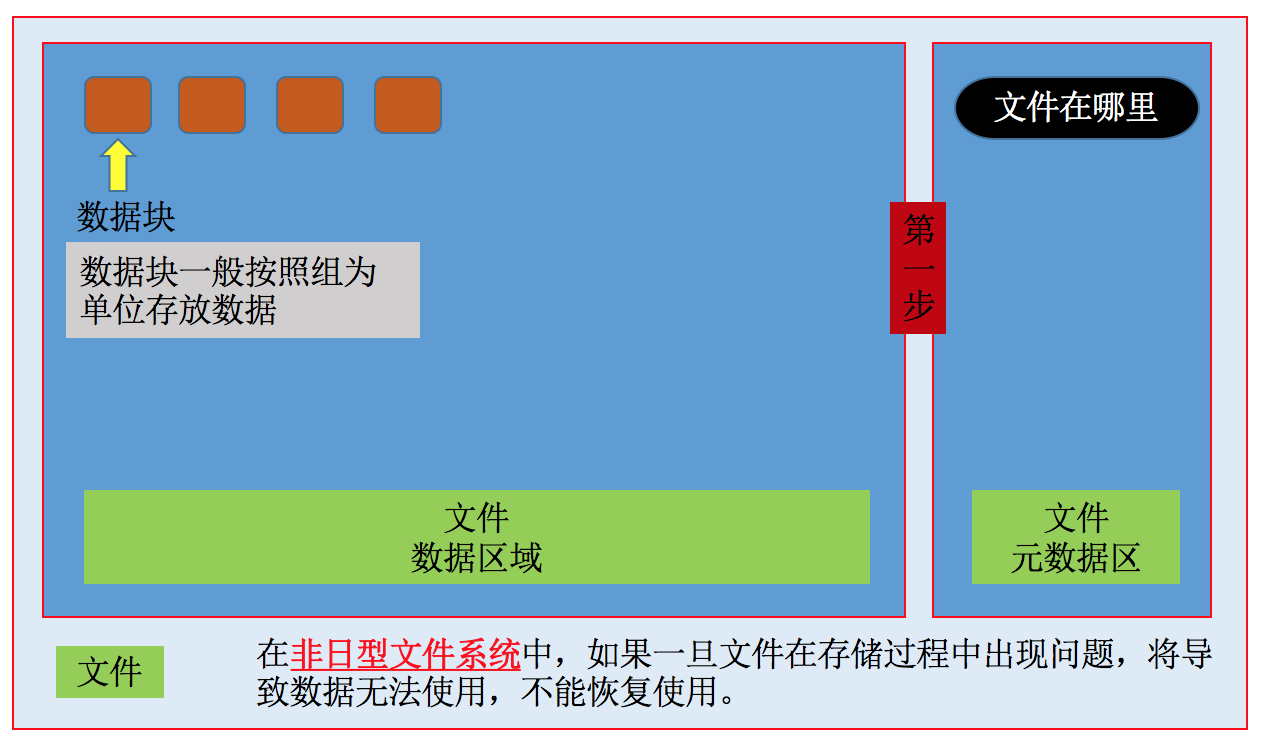 文件在哪里
数据块
数据块一般按照组为
单位存放数据
第
一
步
文件
数据区域
文件
元数据区
文件
在非日型文件系统中，如果一旦文件在存储过程中出现问题，将导
致数据无法使用，不能恢复使用。